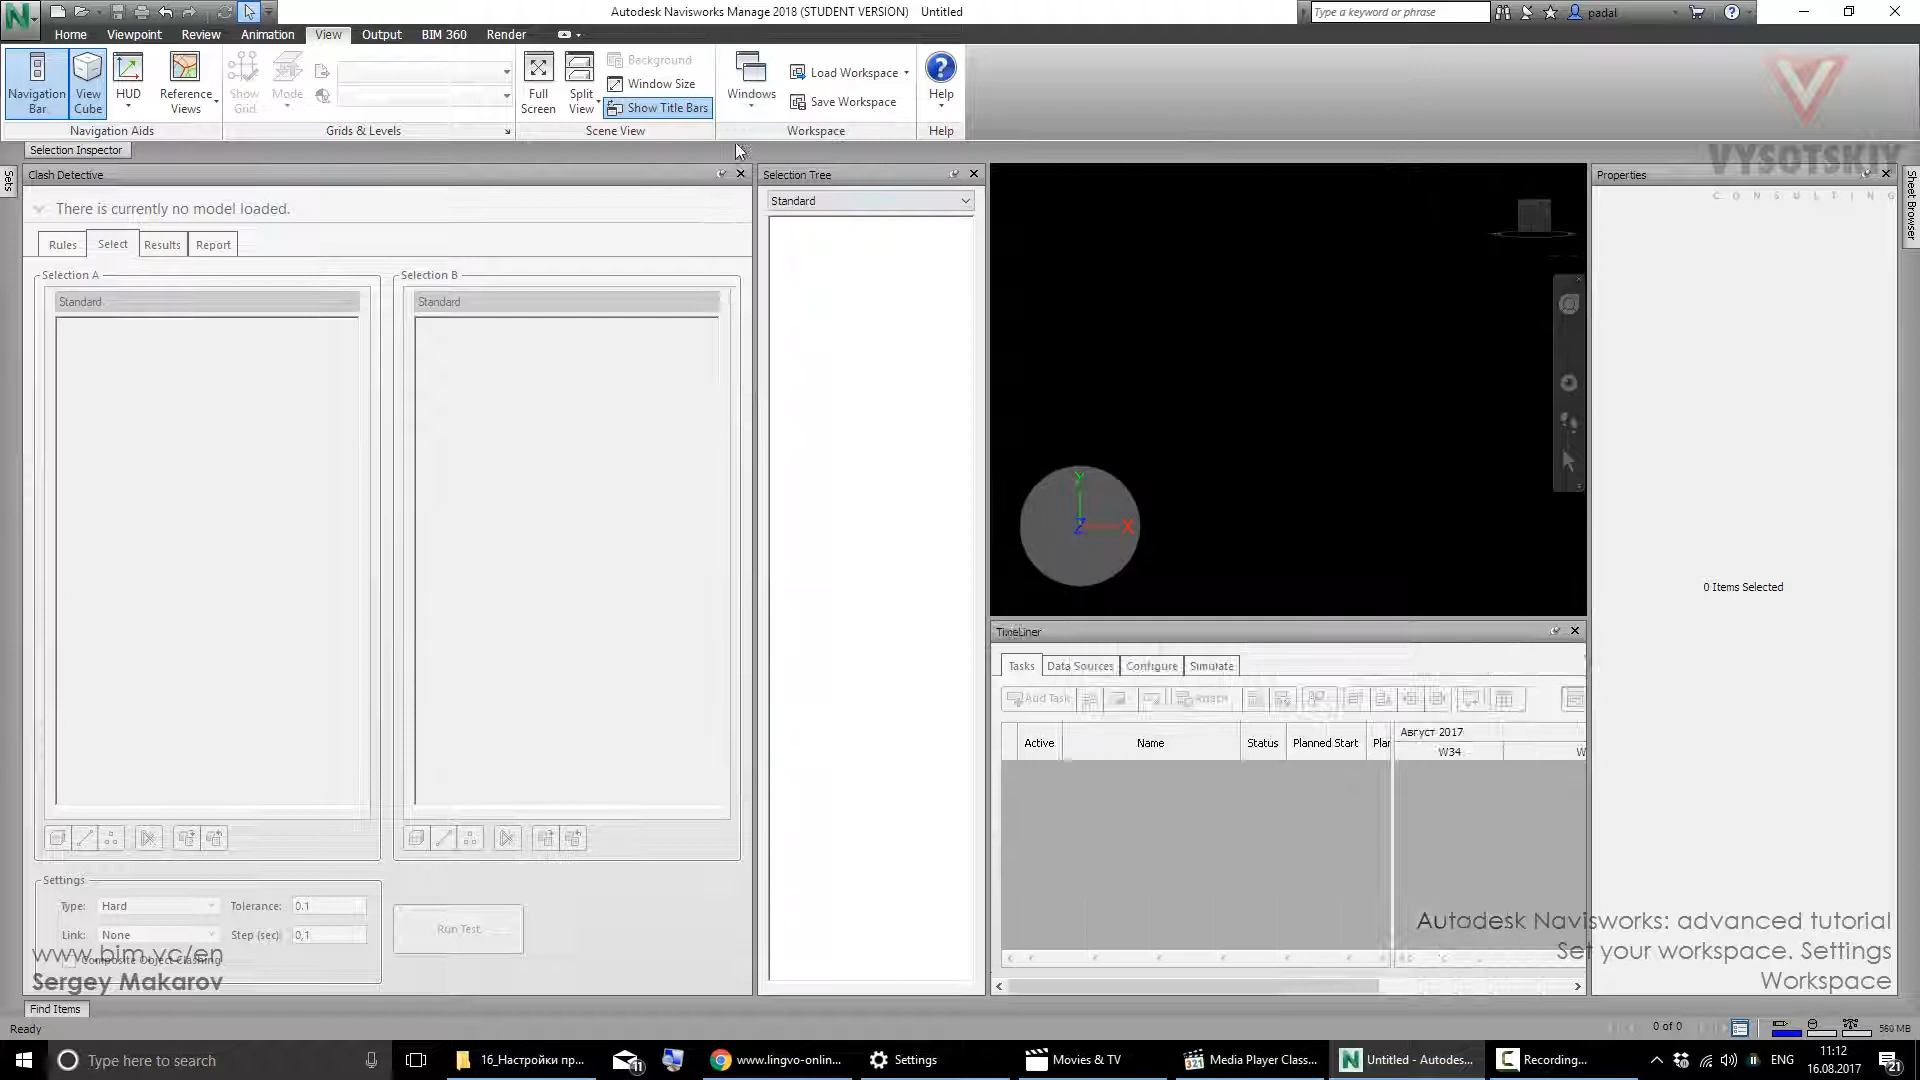 Autodesk Navisworks Manage 2018 (STUDENT VERSION) Untitled
Type a keyword or phrase
padal
Home Viewpoint Review Animation View Output BIM 360 Render
Navigation Bar
View Cube
HUD
Reference Views
Show Grid
Mode
Full Screen
Split View
Background
Window Size
Show Title Bars
Windows
Load Workspace
Save Workspace
Help
Navigation Aids
Grids & Levels
Scene View
Workspace
Help
VYSOTSKIY
CONSULTING
Selection Inspector
Sets
Clash Detective
There is currently no model loaded.
Rules Select Results Report
Selection A
Standard
Selection B
Standard
Settings
Type: Hard
Tolerance: 0.1
Link: None
Step (sec): 0,1
Composite Object Clashing
Run Test
www.bim.vc/en
Sergey Makarov
Selection Tree
Standard
Y
Z
X
TimeLiner
Tasks Data Sources Configure Simulate
Add Task
Attach
Active Name Status Planned Start Plan
Август 2017
W34
W
Properties
0 Items Selected
Sheet Browser
Autodesk Navisworks: advanced tutorial
Set your workspace. Settings
Workspace
Find Items
Ready
0 of 0
560 MB
Type here to search
16_Настройки пр...
11
www.lingvo-onlin...
Settings
Movies & TV
321
Media Player Class...
Untitled - Autodes...
Recording...
ENG
11:12
16.08.2017
21